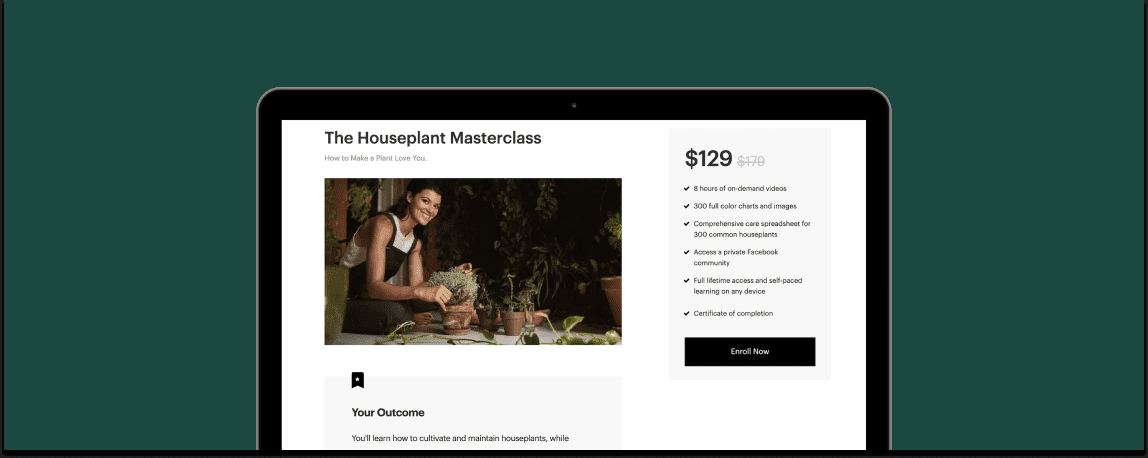 The Houseplant Masterclass
How to Make a Plant Love You.
$129 $179
8 hours of on-demand videos
300 full color charts and images
Comprehensive care spreadsheet for
300 common houseplants
Access a private Facebook
community
Full lifetime access and self-paced
learning on any device
Certificate of completion
Enroll Now
Your Outcome
You'll learn how to cultivate and maintain houseplants, while